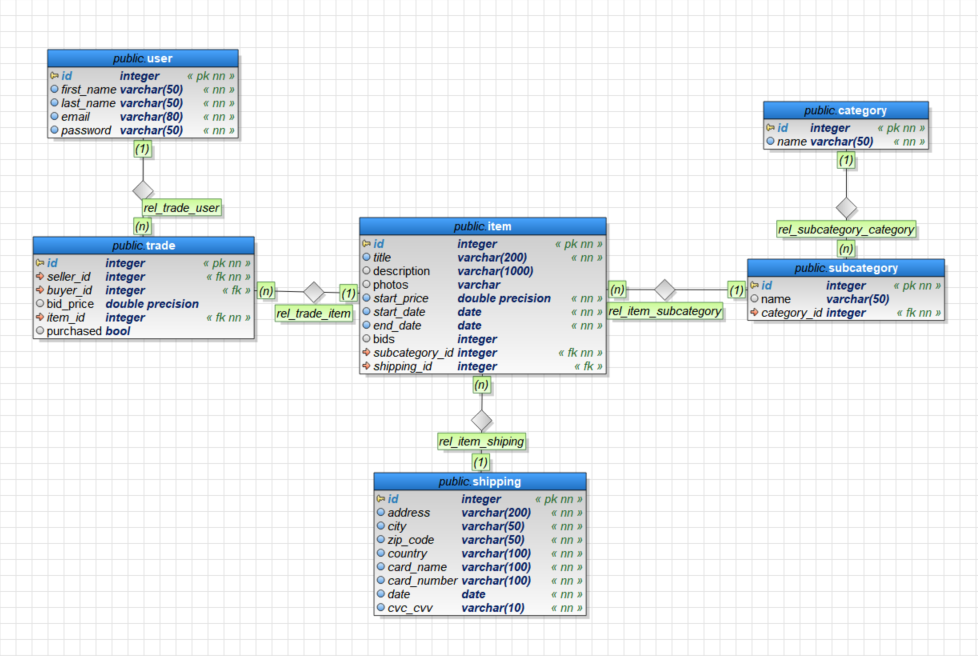 public.user
id integer « pk nn »
first_name varchar(50) « nn »
last_name varchar(50) « nn »
email varchar(80) « nn »
password varchar(50) « nn »
(1)
rel_trade_user
(n)
public.trade
id integer « pk nn »
seller_id integer « fk nn »
buyer_id integer « fk »
bid_price double precision
item_id integer « fk nn »
purchased bool
(n)
(1)
rel_trade_item
public.item
id integer « pk nn »
title varchar(200) « nn »
description varchar(1000)
photos varchar
start_price double precision « nn »
start_date date « nn »
end_date date « nn »
bids integer
subcategory_id integer « fk nn »
shipping_id integer « fk »
(n)
(1)
rel_item_subcategory
public.category
id integer « pk nn »
name varchar(50) « nn »
(1)
rel_subcategory_category
(n)
public.subcategory
id integer « pk nn »
name varchar(50)
category_id integer « fk nn »
(n)
rel_item_shiping
(1)
public.shipping
id integer « pk nn »
address varchar(200) « nn »
city varchar(50) « nn »
zip_code varchar(50) « nn »
country varchar(100) « nn »
card_name varchar(100) « nn »
card_number varchar(100) « nn »
date date « nn »
cvc_cvv varchar(10) « nn »